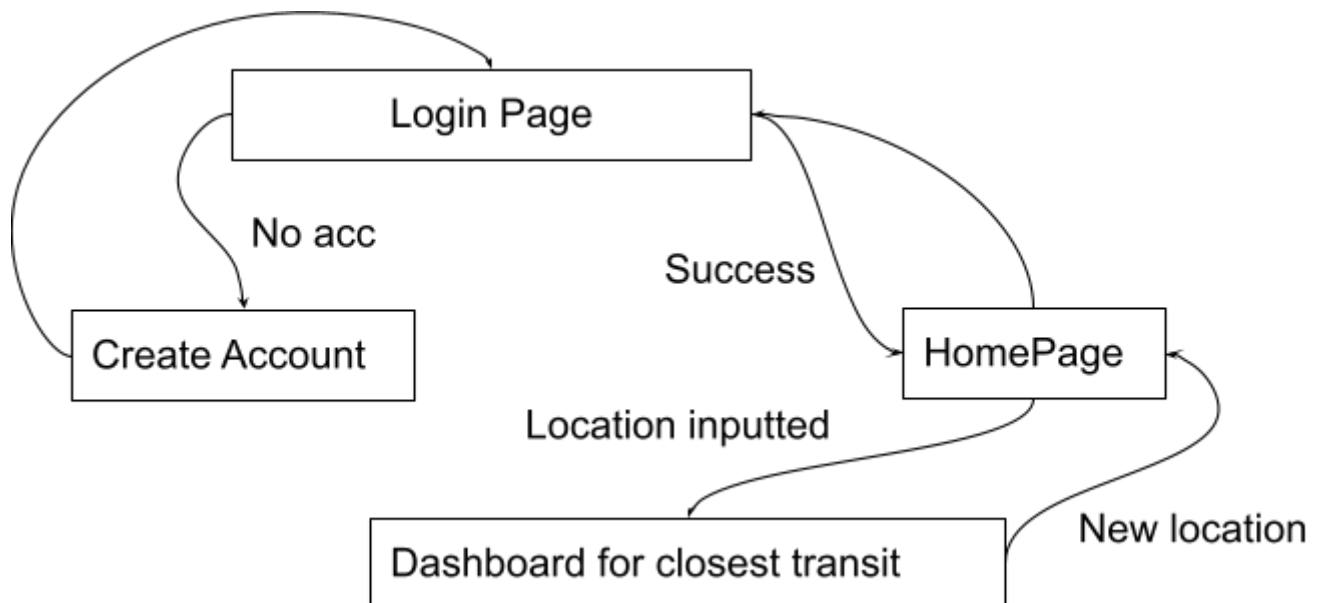 Login Page
No acc
Success
Create Account
HomePage
Location inputted
New location
Dashboard for closest transit